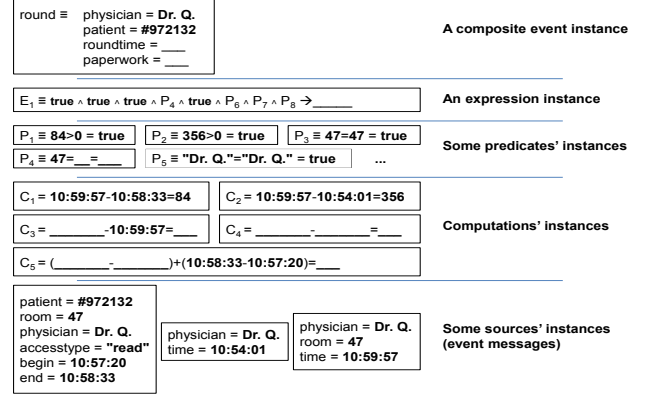 round ≡ physician = Dr. Q.
patient = #972132
roundtime = ___
paperwork = ___
A composite event instance
E1 ≡ true ∧ true ∧ true ∧ P4 ∧ true ∧ P6 ∧ P7 ∧ P8 →_____
An expression instance
P1 ≡ 84>0 = true
P2 ≡ 356>0 = true
P3 ≡ 47=47 = true
P4 ≡ 47=__=___
P5 ≡ "Dr. Q."="Dr. Q." = true
...
Some predicates' instances
C1 = 10:59:57-10:58:33=84
C2 = 10:59:57-10:54:01=356
C3 = _______-10:59:57=___
C4 = _______-_______=___
C5 = (_______-_______)+(10:58:33-10:57:20)=___
Computations' instances
patient = #972132
room = 47
physician = Dr. Q.
accesstype = "read"
begin = 10:57:20
end = 10:58:33
physician = Dr. Q.
time = 10:54:01
physician = Dr. Q.
room = 47
time = 10:59:57
Some sources' instances
(event messages)